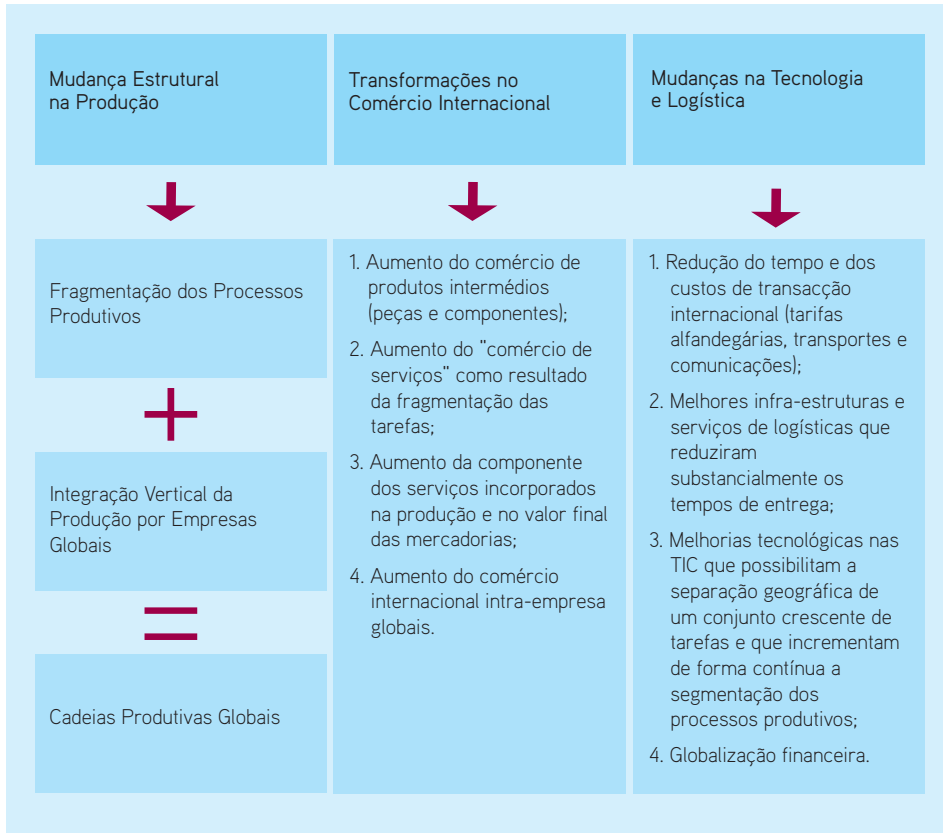 Mudança Estrutural
na Produção
Transformações no
Comércio Internacional
Mudanças na Tecnologia
e Logística
Fragmentação dos Processos
Produtivos
+
Integração Vertical da
Produção por Empresas
Globais
=
Cadeias Produtivas Globais
1. Aumento do comércio de
produtos intermédios
(peças e componentes);
2. Aumento do "comércio de
serviços" como resultado
da fragmentação das
tarefas;
3. Aumento da componente
dos serviços incorporados
na produção e no valor final
das mercadorias;
4. Aumento do comércio
internacional intra-empresa
globais.
1. Redução do tempo e dos
custos de transacção
internacional (tarifas
alfandegárias, transportes e
comunicações);
2. Melhores infra-estruturas e
serviços de logísticas que
reduziram
substancialmente os
tempos de entrega;
3. Melhorias tecnológicas nas
TIC que possibilitam a
separação geográfica de
um conjunto crescente de
tarefas e que incrementam
de forma contínua a
segmentação dos
processos produtivos;
4. Globalização financeira.